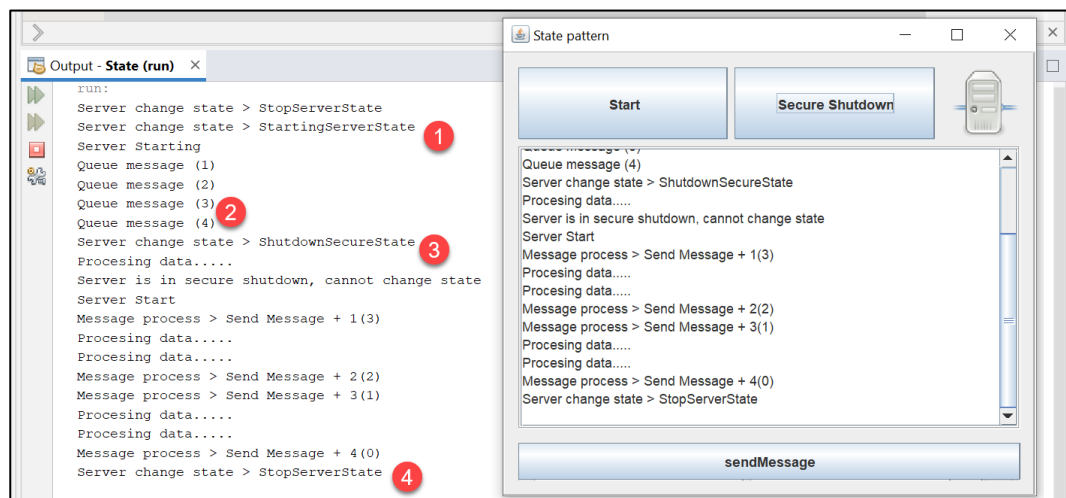 Output - State (run)
run:
Server change state > StopServerState
Server change state > StartingServerState
1
Server Starting
Queue message (1)
Queue message (2)
Queue message (3)
2
Queue message (4)
Server change state > ShutdownSecureState
3
Procesing data.....
Server is in secure shutdown, cannot change state
Server Start
Message process > Send Message + 1(3)
Procesing data.....
Procesing data.....
Message process > Send Message + 2(2)
Message process > Send Message + 3(1)
Procesing data.....
Procesing data.....
Message process > Send Message + 4(0)
Server change state > StopServerState
4
State pattern
Start
Secure Shutdown
Queue message (4)
Server change state > ShutdownSecureState
Procesing data.....
Server is in secure shutdown, cannot change state
Server Start
Message process > Send Message + 1(3)
Procesing data.....
Procesing data.....
Message process > Send Message + 2(2)
Message process > Send Message + 3(1)
Procesing data.....
Procesing data.....
Message process > Send Message + 4(0)
Server change state > StopServerState
sendMessage